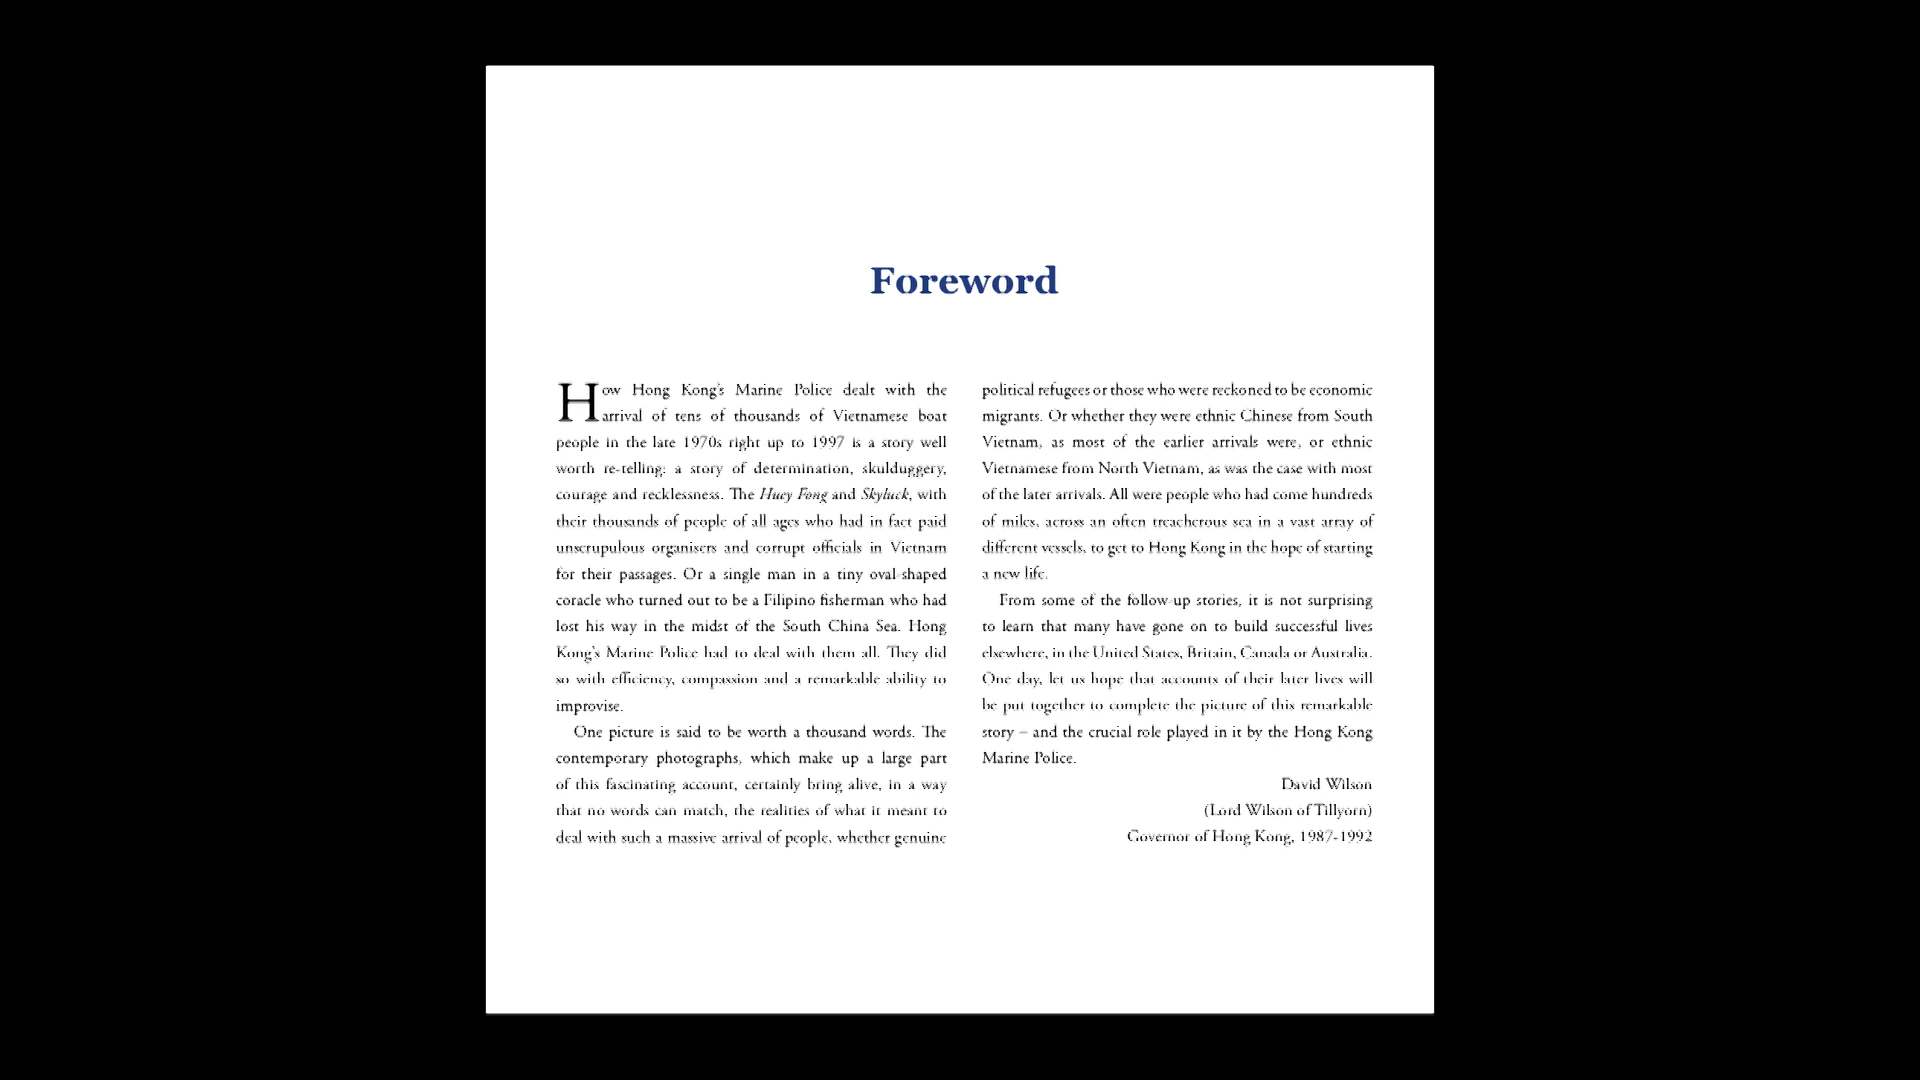 Foreword
How Hong Kong's Marine Police dealt with the
arrival of tens of thousands of Vietnamese boat
people in the late 1970s right up to 1997 is a story well
worth re-telling: a story of determination, skulduggery,
courage and recklessness. The Huey Fong and Skyluck, with
their thousands of people of all ages who had in fact paid
unscrupulous organisers and corrupt officials in Vietnam
for their passages. Or a single man in a tiny oval-shaped
coracle who turned out to be a Filipino fisherman who had
lost his way in the midst of the South China Sea. Hong
Kong's Marine Police had to deal with them all. They did
so with efficiency, compassion and a remarkable ability to
improvise.
One picture is said to be worth a thousand words. The
contemporary photographs, which make up a large part
of this fascinating account, certainly bring alive, in a way
that no words can match, the realities of what it meant to
deal with such a massive arrival of people, whether genuine
political refugees or those who were reckoned to be economic
migrants. Or whether they were ethnic Chinese from South
Vietnam, as most of the earlier arrivals were, or ethnic
Vietnamese from North Vietnam, as was the case with most
of the later arrivals. All were people who had come hundreds
of miles, across an often treacherous sea in a vast array of
different vessels, to get to Hong Kong in the hope of starting
a new life.
From some of the follow-up stories, it is not surprising
to learn that many have gone on to build successful lives
elsewhere, in the United States, Britain, Canada or Australia.
One day, let us hope that accounts of their later lives will
be put together to complete the picture of this remarkable
story – and the crucial role played in it by the Hong Kong
Marine Police.
David Wilson
(Lord Wilson of Tillyorn)
Governor of Hong Kong, 1987-1992